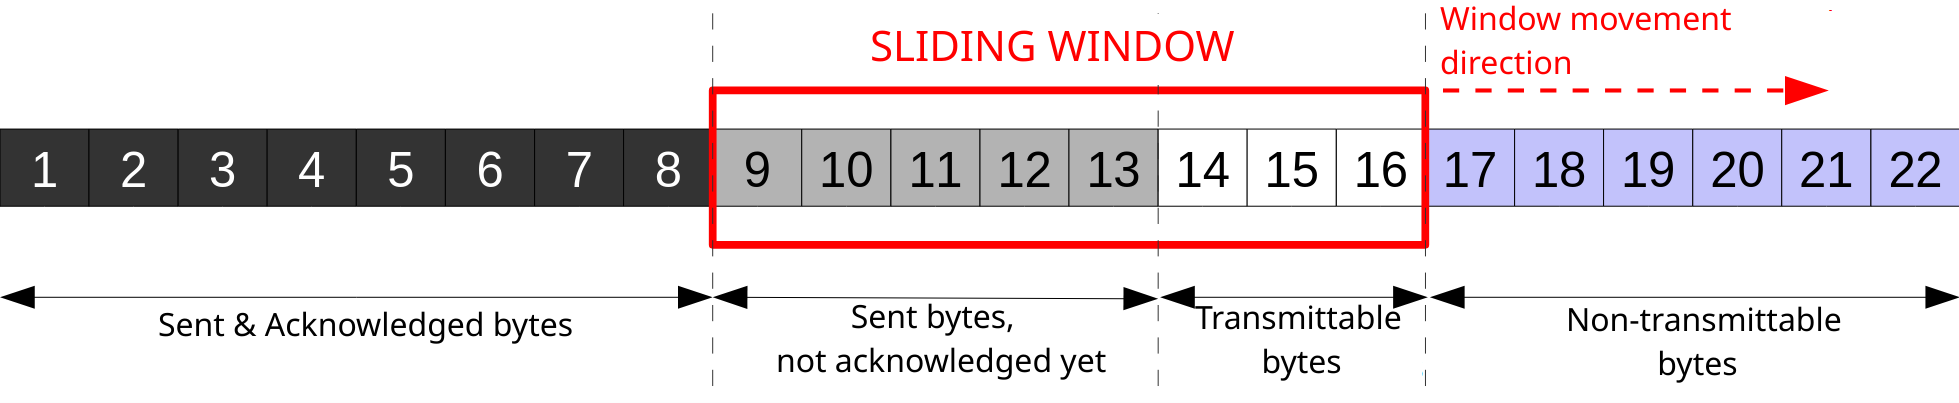 Window movement
direction
SLIDING WINDOW
1 2 3 4 5 6 7 8 9 10 11 12 13 14 15 16 17 18 19 20 21 22
Sent & Acknowledged bytes
Sent bytes,
not acknowledged yet
Transmittable
bytes
Non-transmittable
bytes